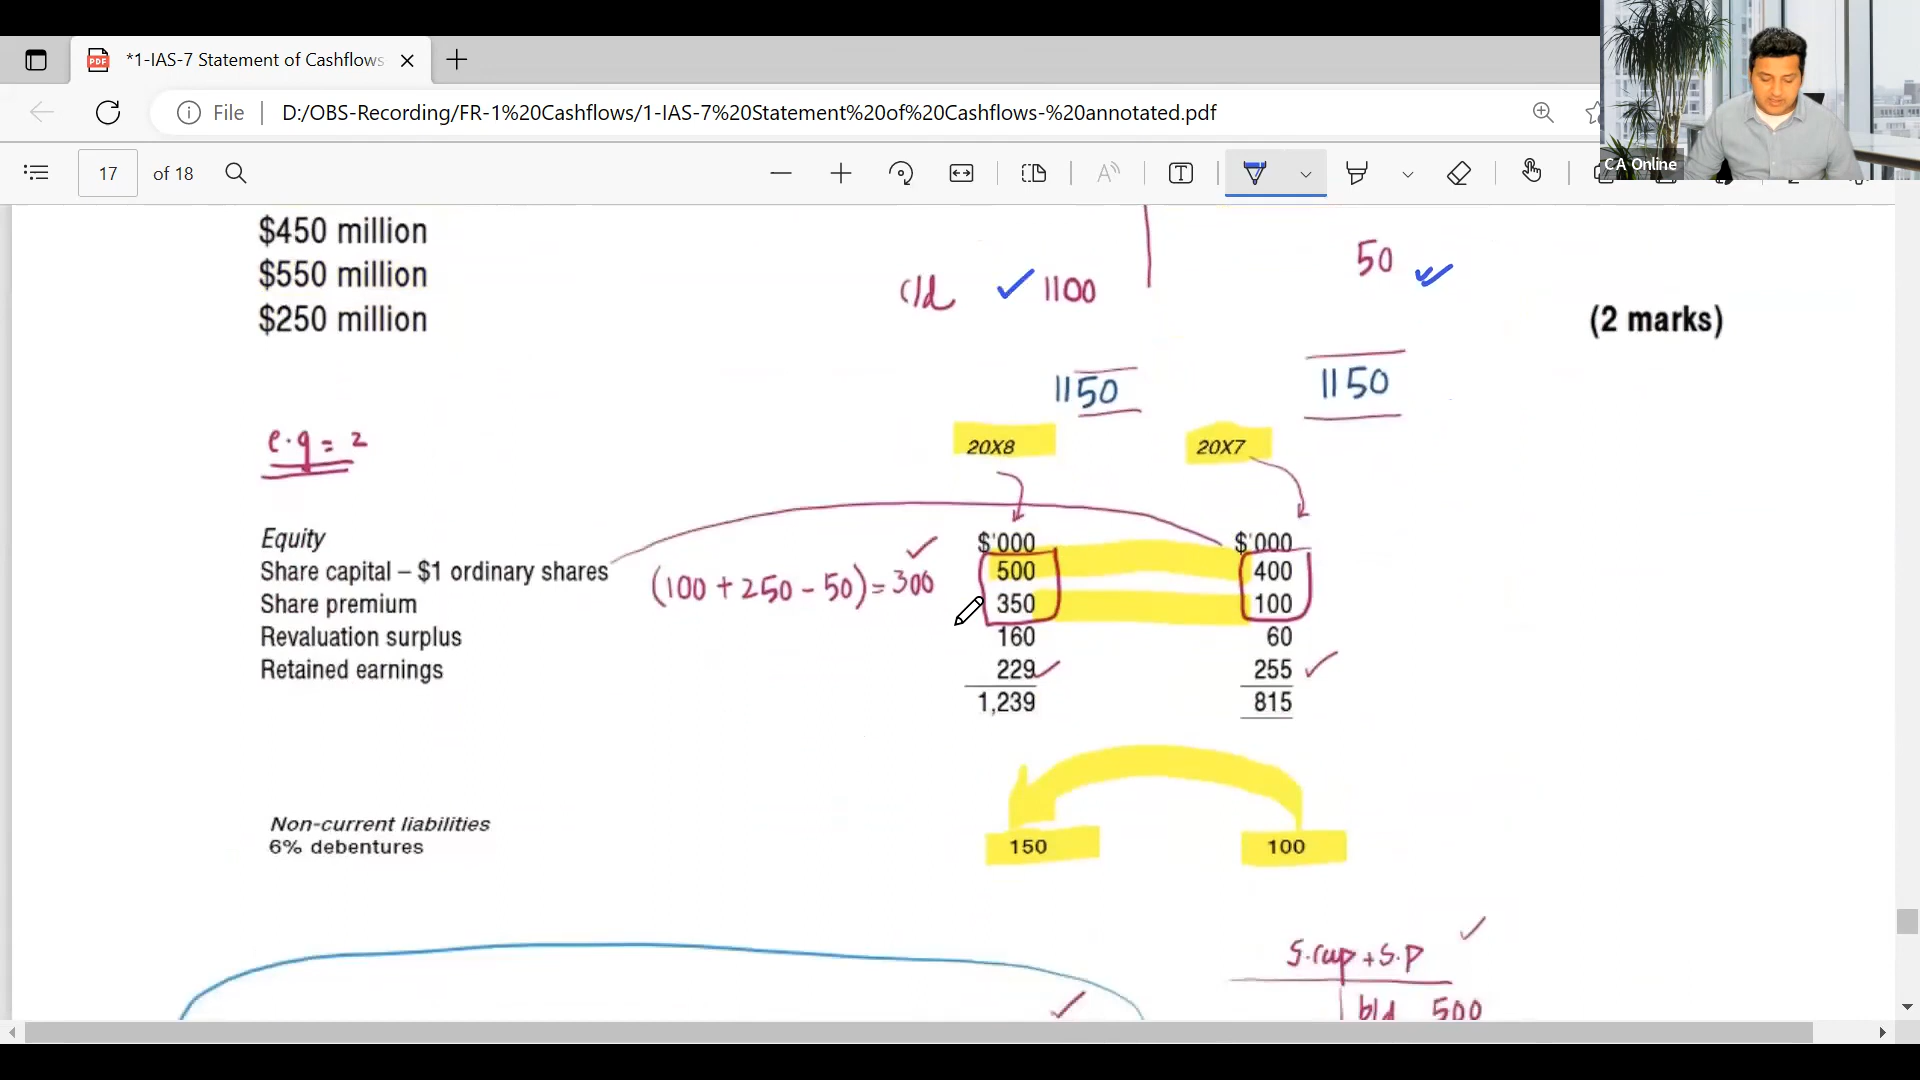 *1-IAS-7 Statement of Cashflows
CA Online
File D:/OBS-Recording/FR-1%20Cashflows/1-IAS-7%20Statement%20of%20Cashflows-%20annotated.pdf
17 of 18
$450 million
$550 million
$250 million
c/d 1100
50
(2 marks)
1150 1150
e.g = 2
20X8 20X7
Equity $'000 $'000
Share capital – $1 ordinary shares 500 400
(100 + 250 - 50) = 300
Share premium 350 100
Revaluation surplus 160 60
Retained earnings 229 255
1,239 815
Non-current liabilities
6% debentures 150 100
S.cap + S.P
b/d 500